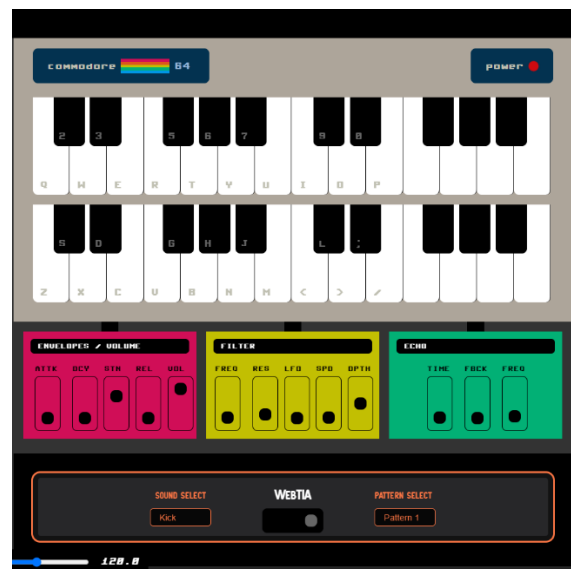 commodore 64 power
2 3 5 6 7 9 0
Q W E R T Y U I O P
S D G H J L ;
Z X C V B N M < > /
ENVELOPES / VOLUME FILTER ECHO
ATTK DCY STN REL VOL FREQ RES LFO SPD DPTH TIME FBCK FREQ
SOUND SELECT WEBTIA PATTERN SELECT
Kick Pattern 1
120.0